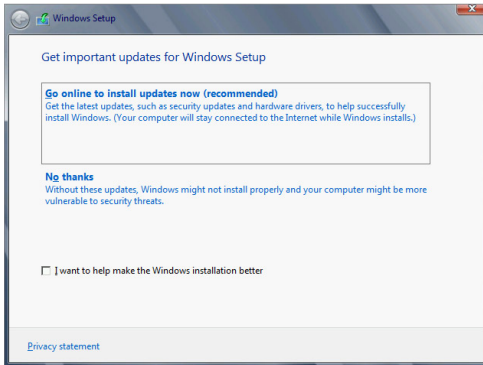 Windows Setup
Get important updates for Windows Setup
Go online to install updates now (recommended)
Get the latest updates, such as security updates and hardware drivers, to help successfully
install Windows. (Your computer will stay connected to the Internet while Windows installs.)
No thanks
Without these updates, Windows might not install properly and your computer might be more
vulnerable to security threats.
I want to help make the Windows installation better
Privacy statement